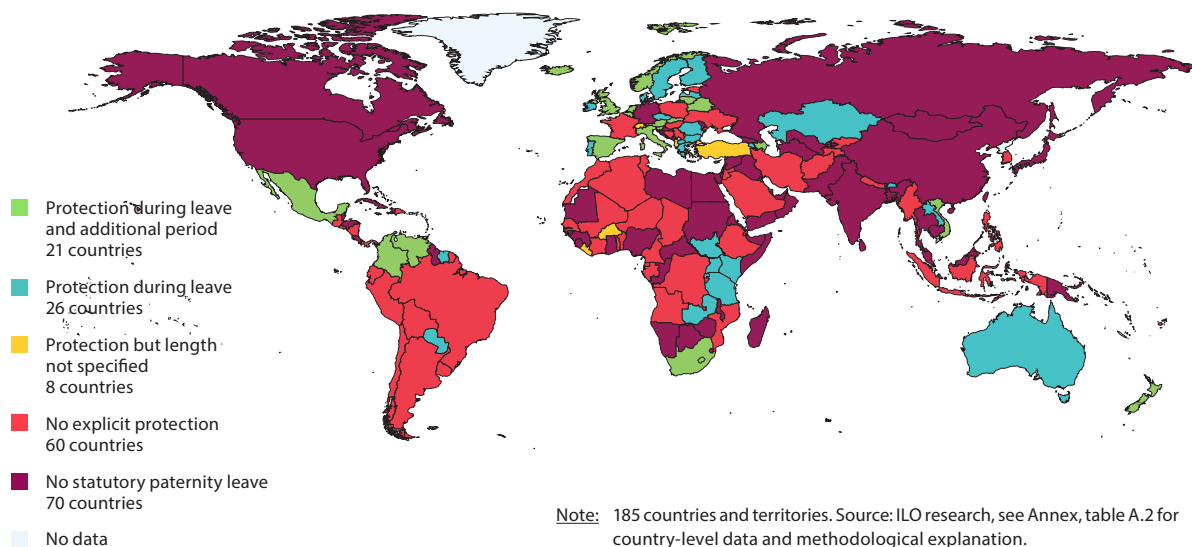 Protection during leave
and additional period
21 countries
Protection during leave
26 countries
Protection but length
not specified
8 countries
No explicit protection
60 countries
No statutory paternity leave
70 countries
No data
Note: 185 countries and territories. Source: ILO research, see Annex, table A.2 for
country-level data and methodological explanation.